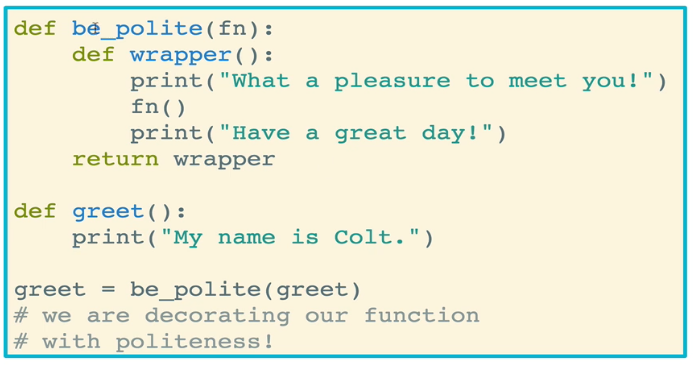 def be_polite(fn):
    def wrapper():
        print("What a pleasure to meet you!")
        fn()
        print("Have a great day!")
    return wrapper

def greet():
    print("My name is Colt.")

greet = be_polite(greet)
# we are decorating our function
# with politeness!